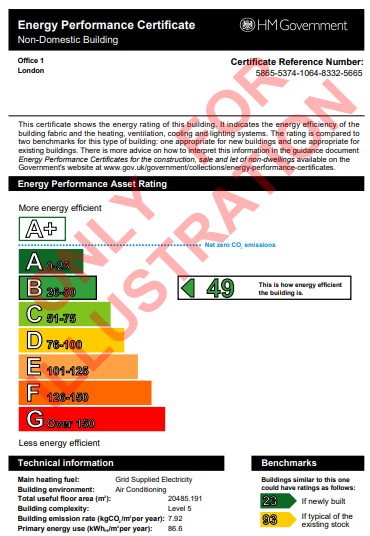 Energy Performance Certificate
Non-Domestic Building
HM Government
Office 1
London
Certificate Reference Number:
5865-5374-1064-8332-5665
This certificate shows the energy rating of this building. It indicates the energy efficiency of the
building fabric and the heating, ventilation, cooling and lighting systems. The rating is compared to
two benchmarks for this type of building: one appropriate for new buildings and one appropriate for
existing buildings. There is more advice on how to interpret this information in the guidance document
Energy Performance Certificates for the construction, sale and let of non-dwellings available on the
Government's website at www.gov.uk/government/collections/energy-performance-certificates.
Energy Performance Asset Rating
More energy efficient
A+
Net zero CO₂ emissions
A 0-25
B 26-50
49
This is how energy efficient
the building is.
C 51-75
D 76-100
E 101-125
F 126-150
G Over 150
Less energy efficient
ONLY FOR
ILLUSTRATION
Technical information
Main heating fuel: Grid Supplied Electricity
Building environment: Air Conditioning
Total useful floor area (m²): 20485.191
Building complexity: Level 5
Building emission rate (kgCO₂/m²per year): 7.92
Primary energy use (kWhₜₕ/m²per year): 86.6
Benchmarks
Buildings similar to this one
could have ratings as follows:
23 If newly built
93 If typical of the
existing stock